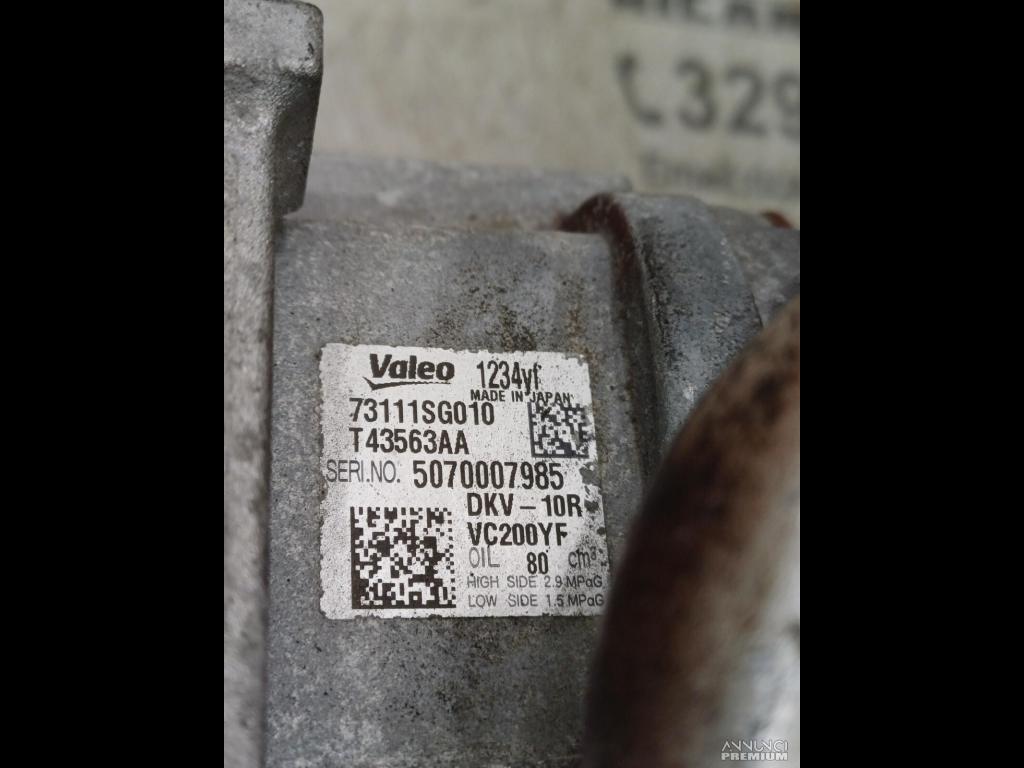 329
Valeo 1234yf
MADE IN JAPAN
73111SG010
T43563AA
SERI.NO. 5070007985
DKV-10R
VC200YF
OIL 80 cm³
HIGH SIDE 2.9 MPaG
LOW SIDE 1.5 MPaG
ANNUNCI
PREMIUM